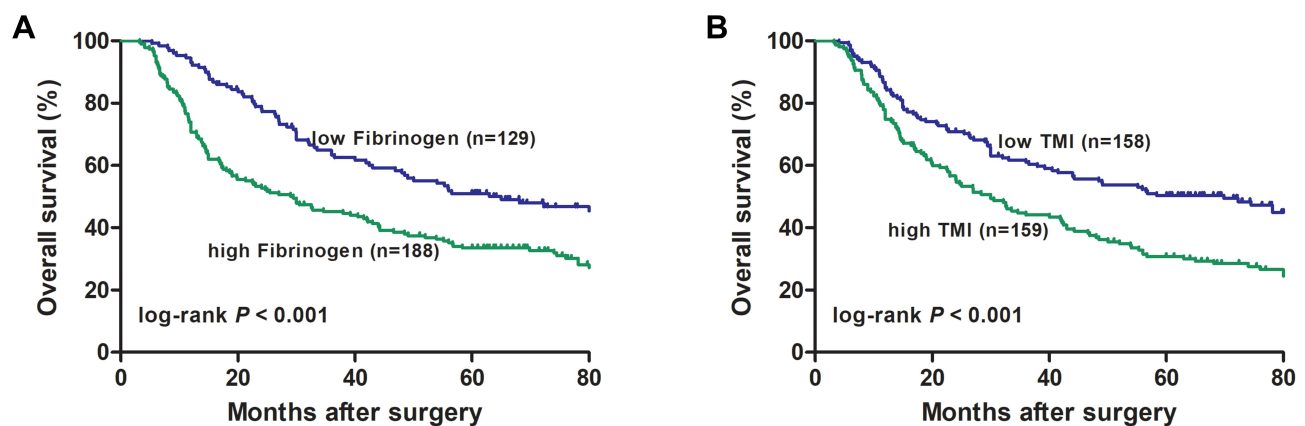 A
Overall survival (%)
100
80
60
40
20
0
low Fibrinogen (n=129)
high Fibrinogen (n=188)
log-rank P < 0.001
0 20 40 60 80
Months after surgery
B
Overall survival (%)
100
80
60
40
20
0
low TMI (n=158)
high TMI (n=159)
log-rank P < 0.001
0 20 40 60 80
Months after surgery